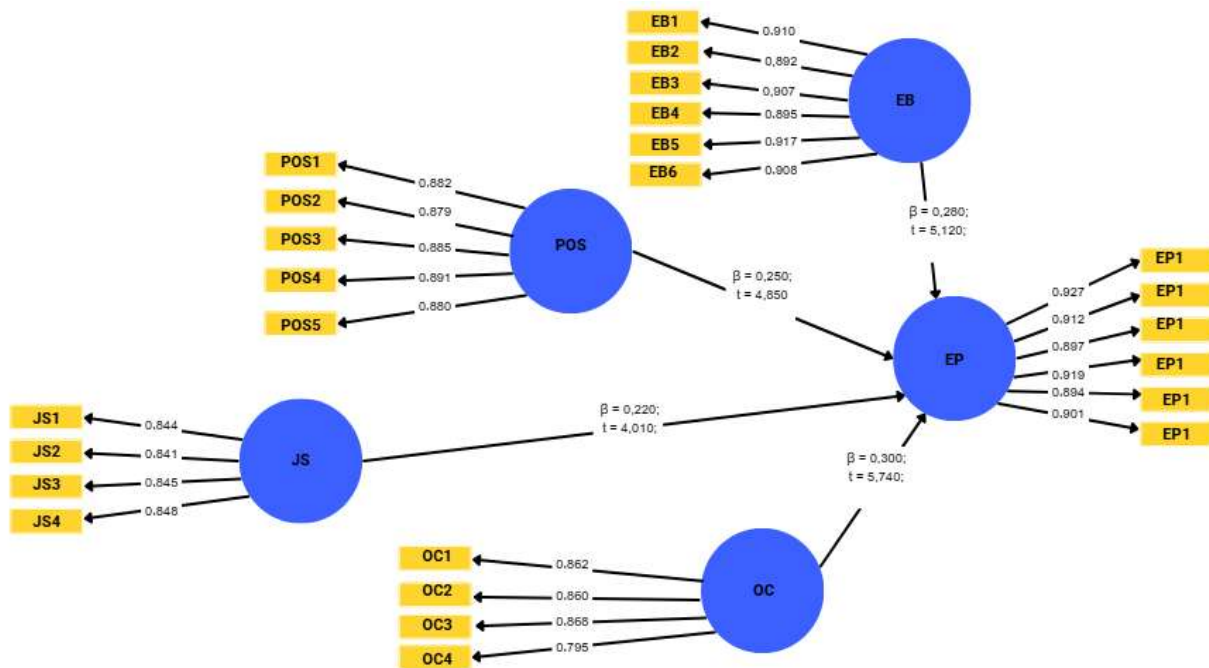 EB1
EB2
EB3
EB4
EB5
EB6
0.910
0.892
0,907
0.895
0.917
0.908
EB
β = 0,280;
t = 5,120;
POS1
POS2
POS3
POS4
POS5
0.882
0.879
0.885
0.891
0.880
POS
β = 0,250;
t = 4,850
EP
0.927
0.912
0.897
0.919
0.894
0.901
EP1
EP1
EP1
EP1
EP1
EP1
JS1
JS2
JS3
JS4
0.844
0.841
0.845
0.848
JS
β = 0,220;
t = 4,010;
β = 0,300;
t = 5,740;
OC1
OC2
OC3
OC4
0.862
0.860
0.868
0.795
OC